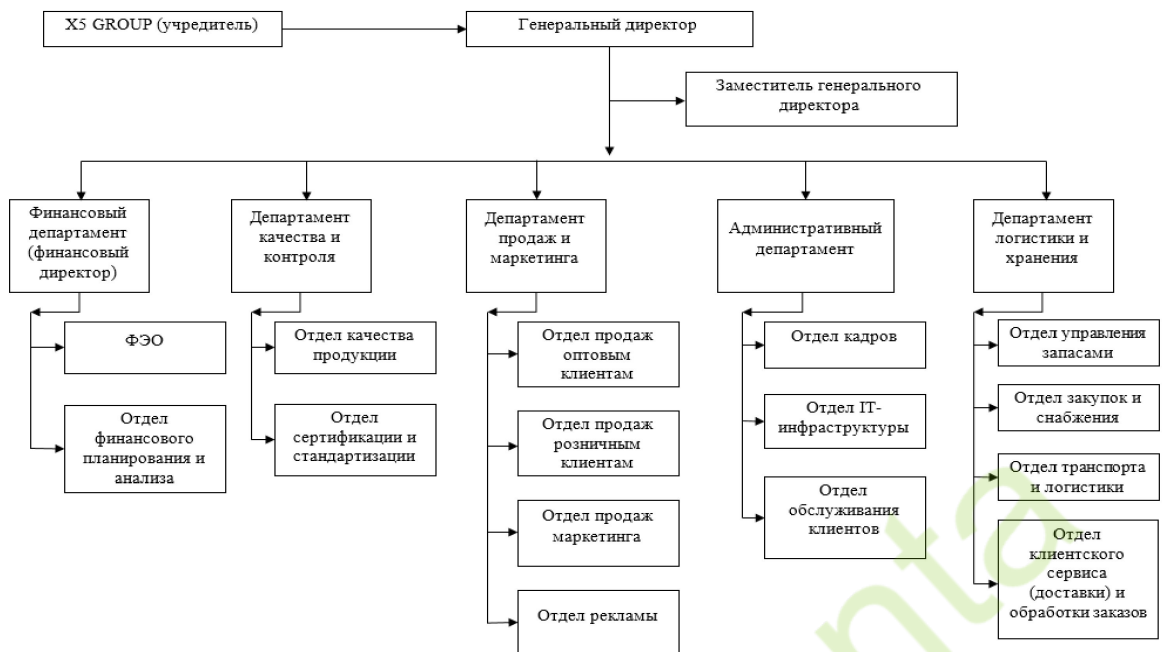 X5 GROUP (учредитель)
Генеральный директор
Заместитель генерального
директора
Финансовый
департамент
(финансовый
директор)
Департамент
качества и
контроля
Департамент
продаж и
маркетинга
Административный
департамент
Департамент
логистики и
хранения
ФЭО
Отдел
финансового
планирования и
анализа
Отдел качества
продукции
Отдел
сертификации и
стандартизации
Отдел продаж
оптовым
клиентам
Отдел продаж
розничным
клиентам
Отдел продаж
маркетинга
Отдел рекламы
Отдел кадров
Отдел IT-
инфраструктуры
Отдел
обслуживания
клиентов
Отдел управления
запасами
Отдел закупок и
снабжения
Отдел транспорта
и логистики
Отдел
клиентского
сервиса
(доставки) и
обработки заказов
nta